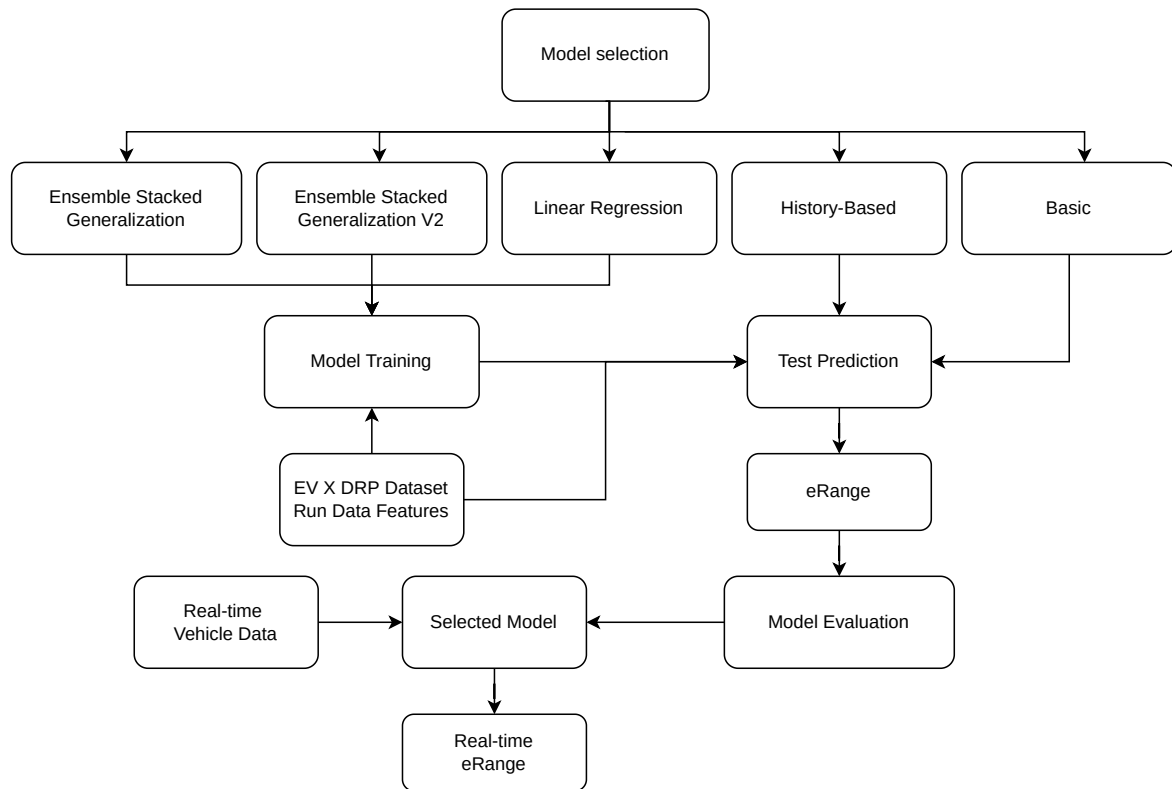 Model selection
Ensemble Stacked
Generalization
Ensemble Stacked
Generalization V2
Linear Regression
History-Based
Basic
Model Training
Test Prediction
EV X DRP Dataset
Run Data Features
eRange
Real-time
Vehicle Data
Selected Model
Model Evaluation
Real-time
eRange